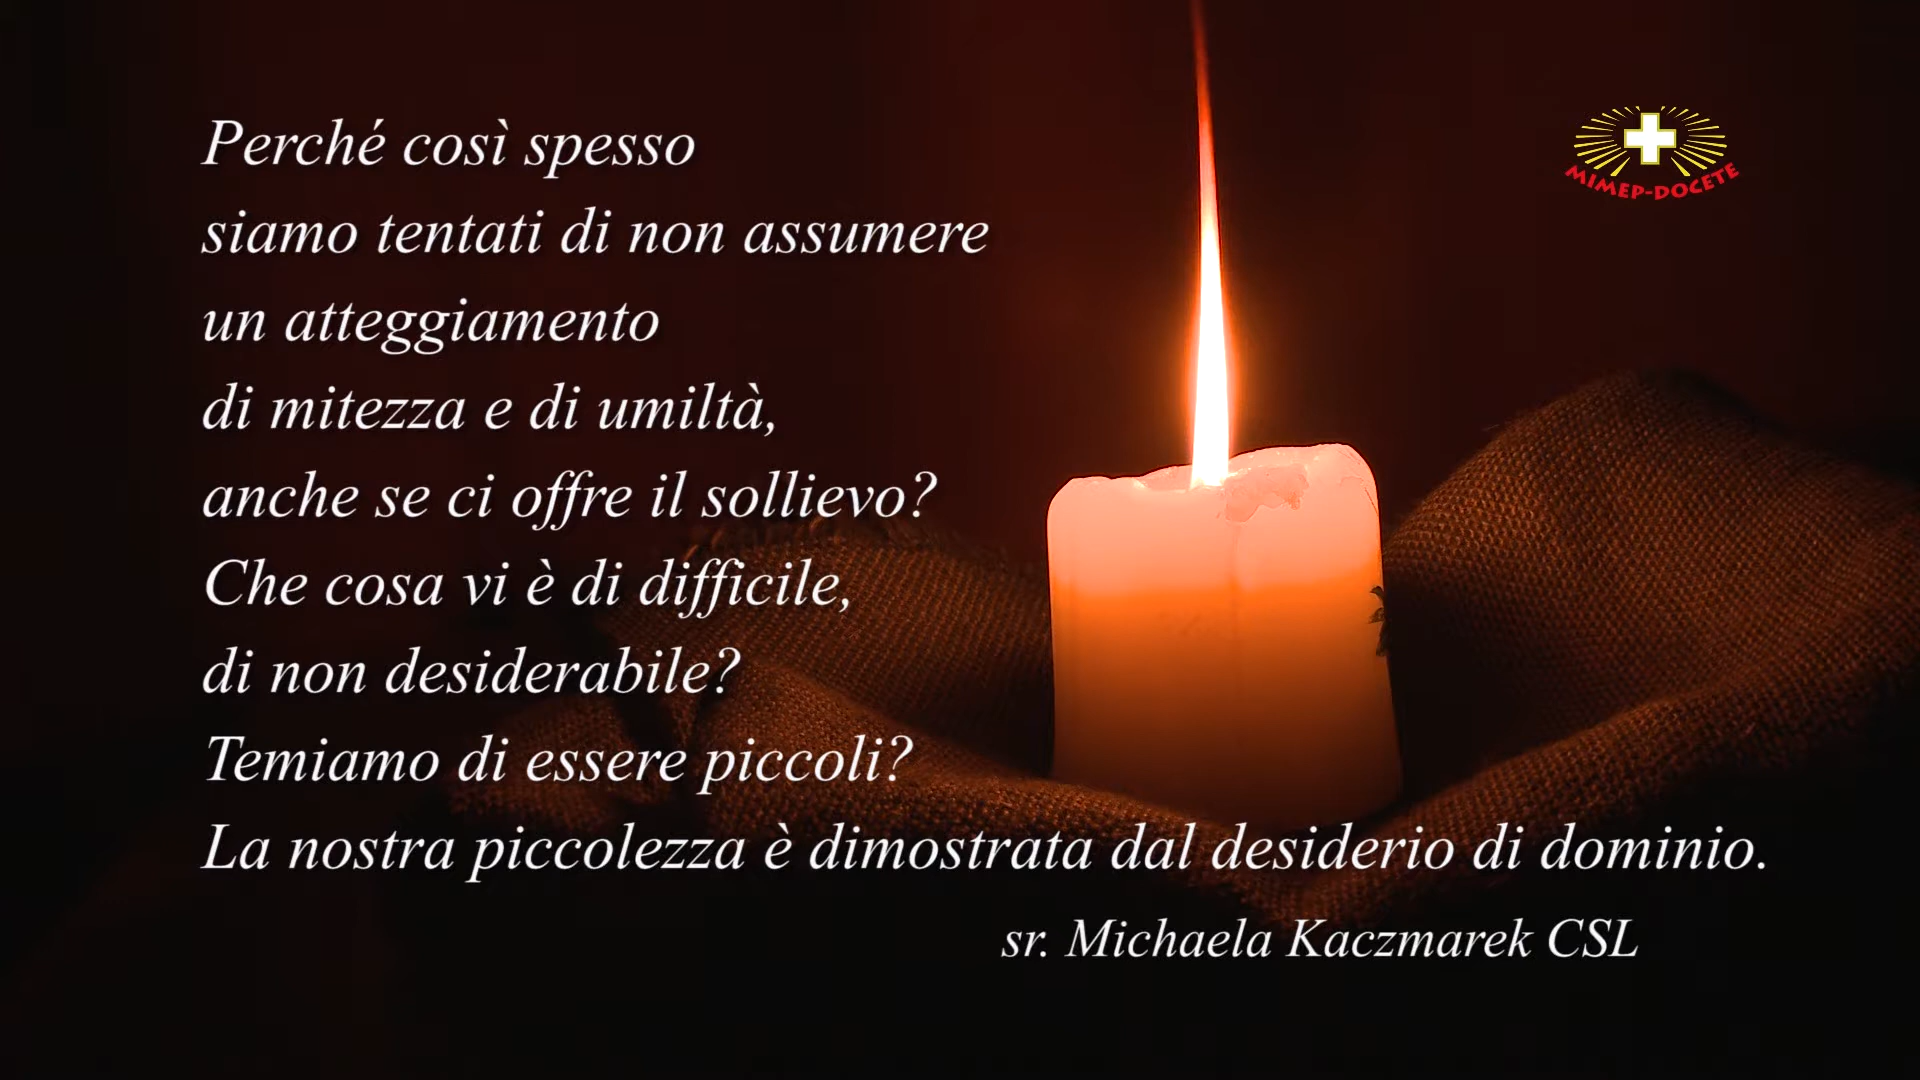 MIMEP-DOCETE
Perché così spesso
siamo tentati di non assumere
un atteggiamento
di mitezza e di umiltà,
anche se ci offre il sollievo?
Che cosa vi è di difficile,
di non desiderabile?
Temiamo di essere piccoli?
La nostra piccolezza è dimostrata dal desiderio di dominio.
sr. Michaela Kaczmarek CSL